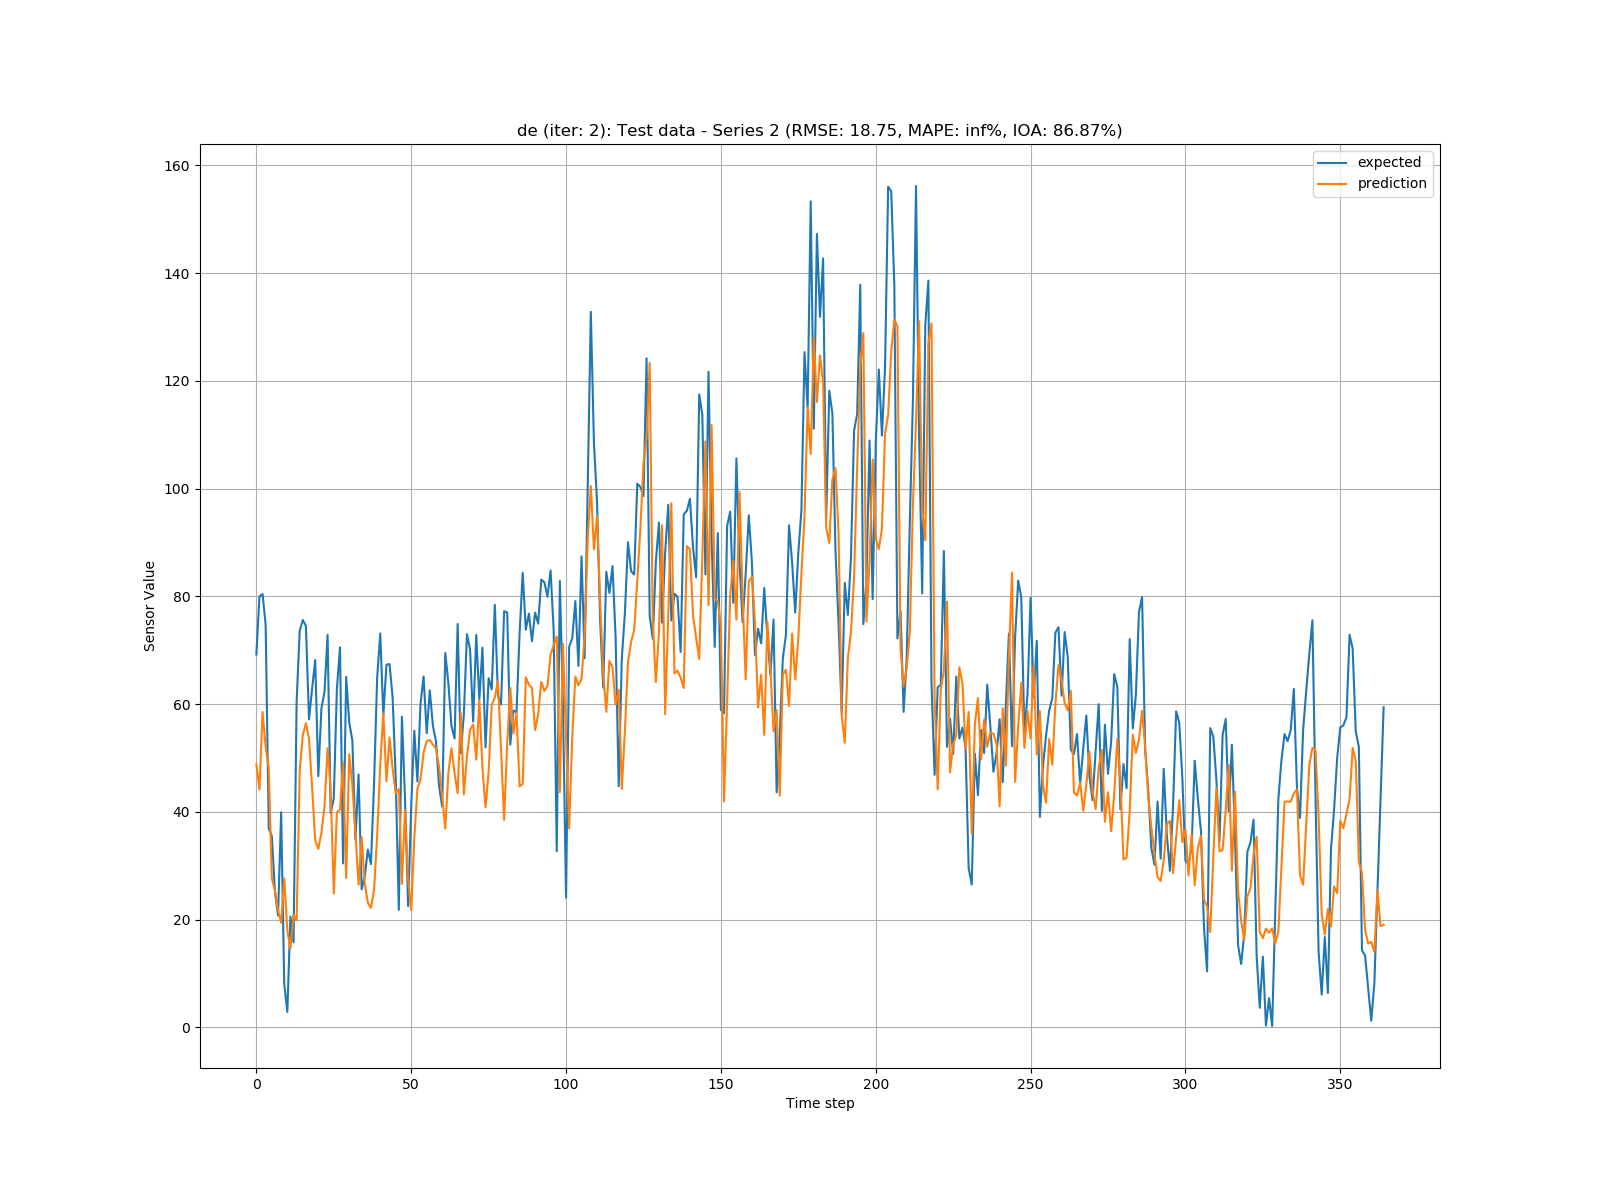 de (iter: 2): Test data - Series 2 (RMSE: 18.75, MAPE: inf%, IOA: 86.87%)
expected
prediction
160
140
120
100
80
60
40
20
0
Sensor Value
0 50 100 150 200 250 300 350
Time step